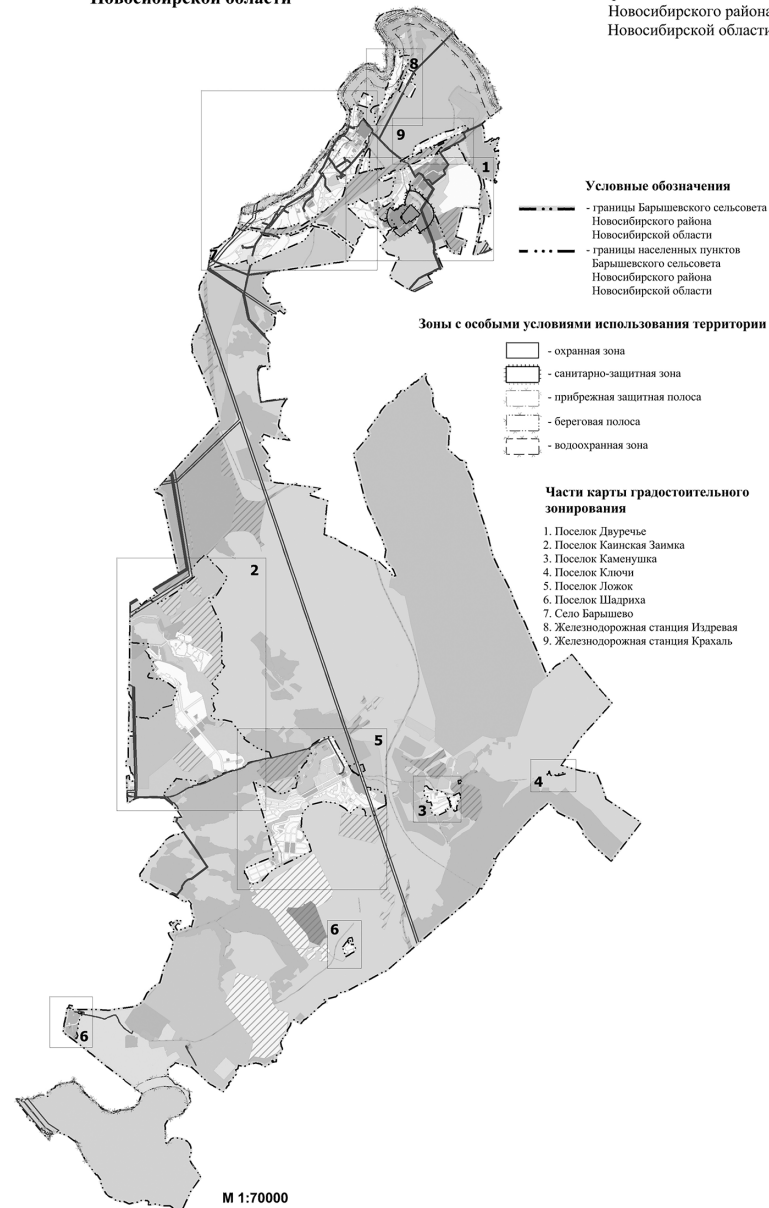 Новосибирской области
Новосибирского района
Новосибирской области
8
9
1
7
Условные обозначения
- границы Барышевского сельсовета
Новосибирского района
Новосибирской области
- границы населенных пунктов
Барышевского сельсовета
Новосибирского района
Новосибирской области
Зоны с особыми условиями использования территории
- охранная зона
- санитарно-защитная зона
- прибрежная защитная полоса
- береговая полоса
- водоохранная зона
Части карты градостоительного
зонирования
1. Поселок Двуречье
2. Поселок Каинская Заимка
3. Поселок Каменушка
4. Поселок Ключи
5. Поселок Ложок
6. Поселок Шадриха
7. Село Барышево
8. Железнодорожная станция Издревая
9. Железнодорожная станция Крахаль
2
5
4
3
6
6
М 1:70000